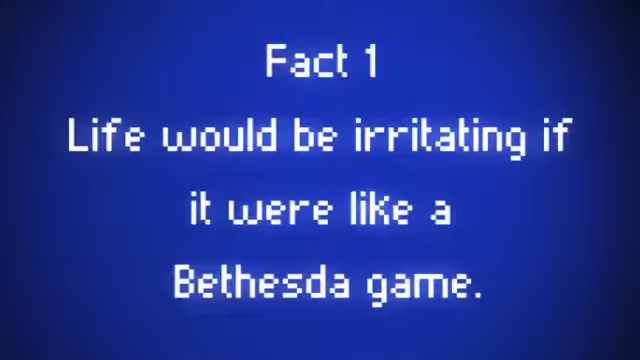 Fact 1
Life would be irritating if
it were like a
Bethesda game.